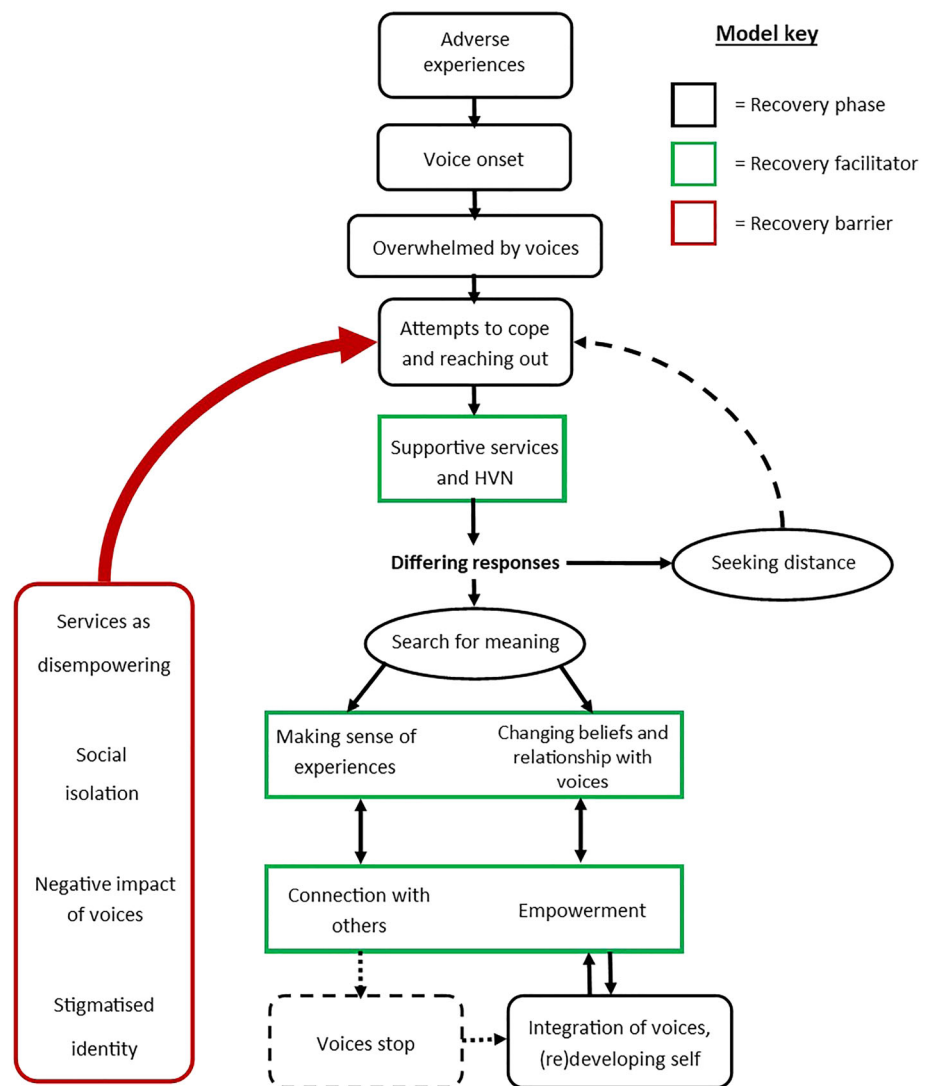 Adverse
experiences
Model key
= Recovery phase
= Recovery facilitator
= Recovery barrier
Voice onset
Overwhelmed by voices
Attempts to cope
and reaching out
Supportive services
and HVN
Differing responses
Seeking distance
Search for meaning
Making sense of
experiences
Changing beliefs and
relationship with
voices
Connection with
others
Empowerment
Voices stop
Integration of voices,
(re)developing self
Services as
disempowering
Social
isolation
Negative impact
of voices
Stigmatised
identity